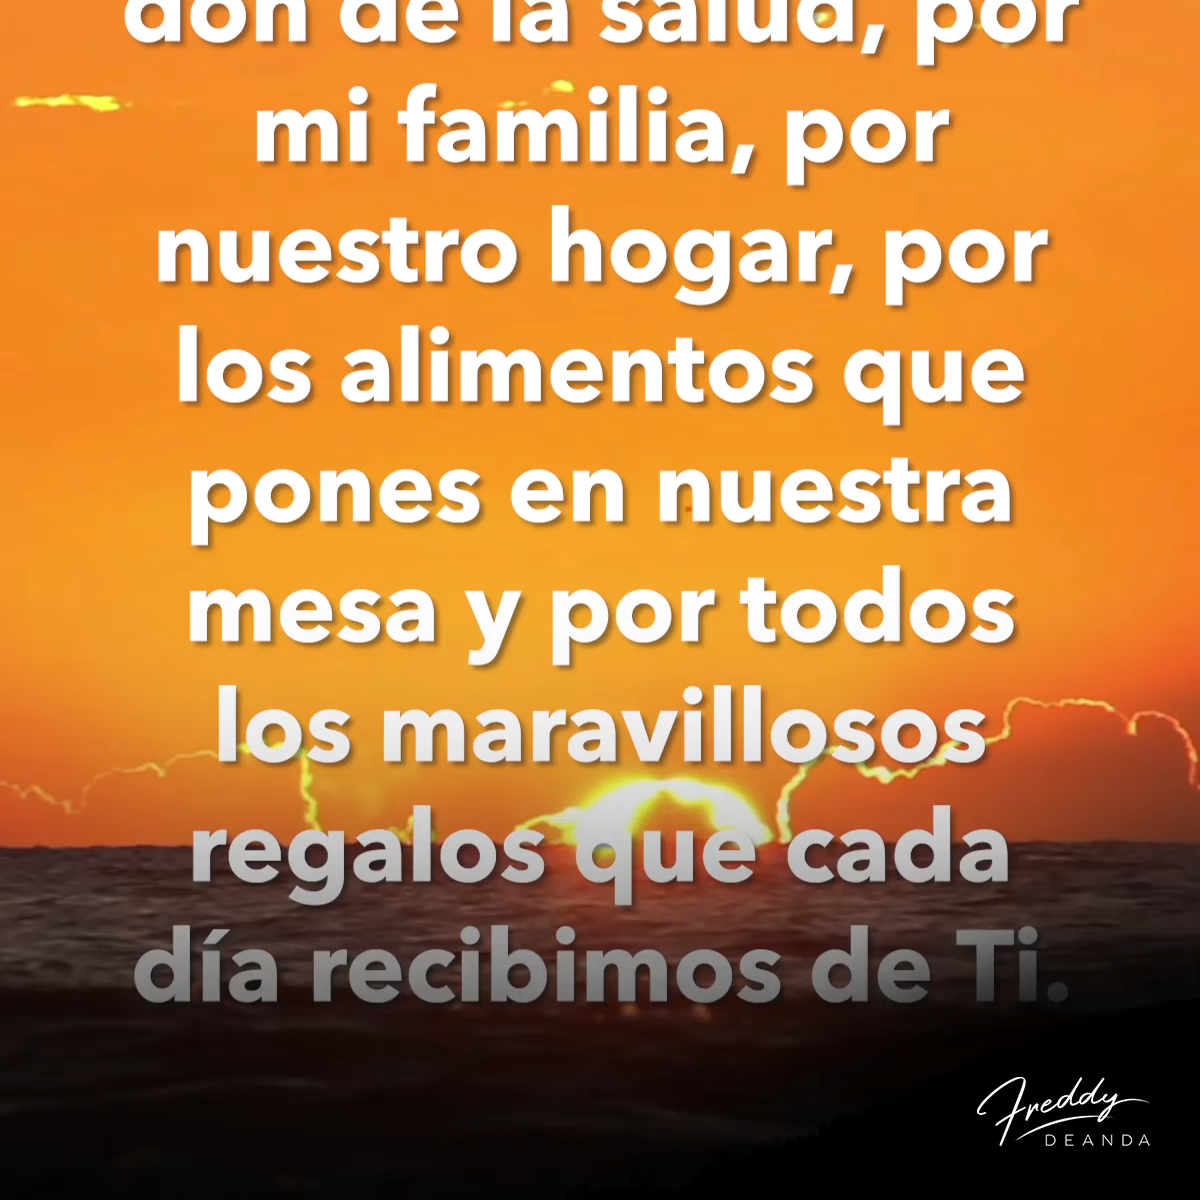 don de la salud, por
mi familia, por
nuestro hogar, por
los alimentos que
pones en nuestra
mesa y por todos
los maravillosos
regalos que cada
día recibimos de Ti.
Freddy
DEANDA